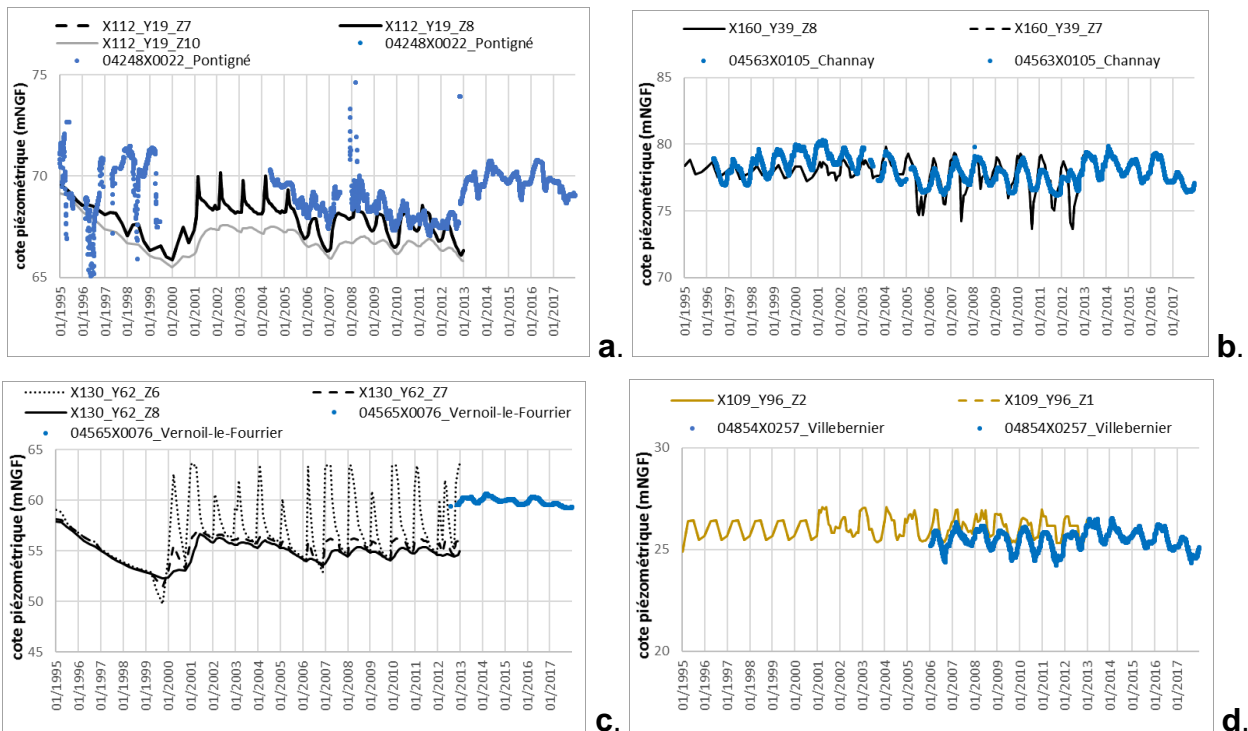 X112_Y19_Z7 X112_Y19_Z8
X112_Y19_Z10 04248X0022_Pontigné
04248X0022_Pontigné
cote piézométrique (mNGF)
75
70
65
01/1995 01/1996 01/1997 01/1998 01/1999 01/2000 01/2001 01/2002 01/2003 01/2004 01/2005 01/2006 01/2007 01/2008 01/2009 01/2010 01/2011 01/2012 01/2013 01/2014 01/2015 01/2016 01/2017
a.
X160_Y39_Z8 X160_Y39_Z7
04563X0105_Channay 04563X0105_Channay
cote piézométrique (mNGF)
85
80
75
70
01/1995 01/1996 01/1997 01/1998 01/1999 01/2000 01/2001 01/2002 01/2003 01/2004 01/2005 01/2006 01/2007 01/2008 01/2009 01/2010 01/2011 01/2012 01/2013 01/2014 01/2015 01/2016 01/2017
b.
X130_Y62_Z6 X130_Y62_Z7
X130_Y62_Z8 04565X0076_Vernoil-le-Fourrier
04565X0076_Vernoil-le-Fourrier
cote piézométrique (mNGF)
65
60
55
50
45
01/1995 01/1996 01/1997 01/1998 01/1999 01/2000 01/2001 01/2002 01/2003 01/2004 01/2005 01/2006 01/2007 01/2008 01/2009 01/2010 01/2011 01/2012 01/2013 01/2014 01/2015 01/2016 01/2017
c.
X109_Y96_Z2 X109_Y96_Z1
04854X0257_Villebernier 04854X0257_Villebernier
cote piézométrique (mNGF)
30
25
20
01/1995 01/1996 01/1997 01/1998 01/1999 01/2000 01/2001 01/2002 01/2003 01/2004 01/2005 01/2006 01/2007 01/2008 01/2009 01/2010 01/2011 01/2012 01/2013 01/2014 01/2015 01/2016 01/2017
d.